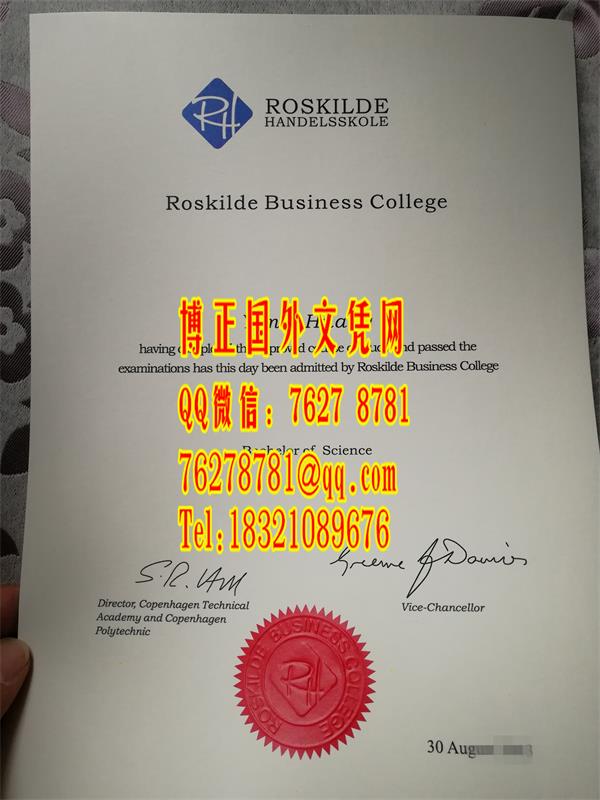 RH
ROSKILDE
HANDELSSKOLE
Roskilde Business College
博正国外文凭网
examinations has this day been admitted by Roskilde Business College
QQ微信：7627 8781
Bachelor of Science
76278781@qq.com
Tel:18321089676
Director, Copenhagen Technical
Academy and Copenhagen
Polytechnic
Vice-Chancellor
ROSKILDE BUSINESS COLLEGE
RH
30 Aug